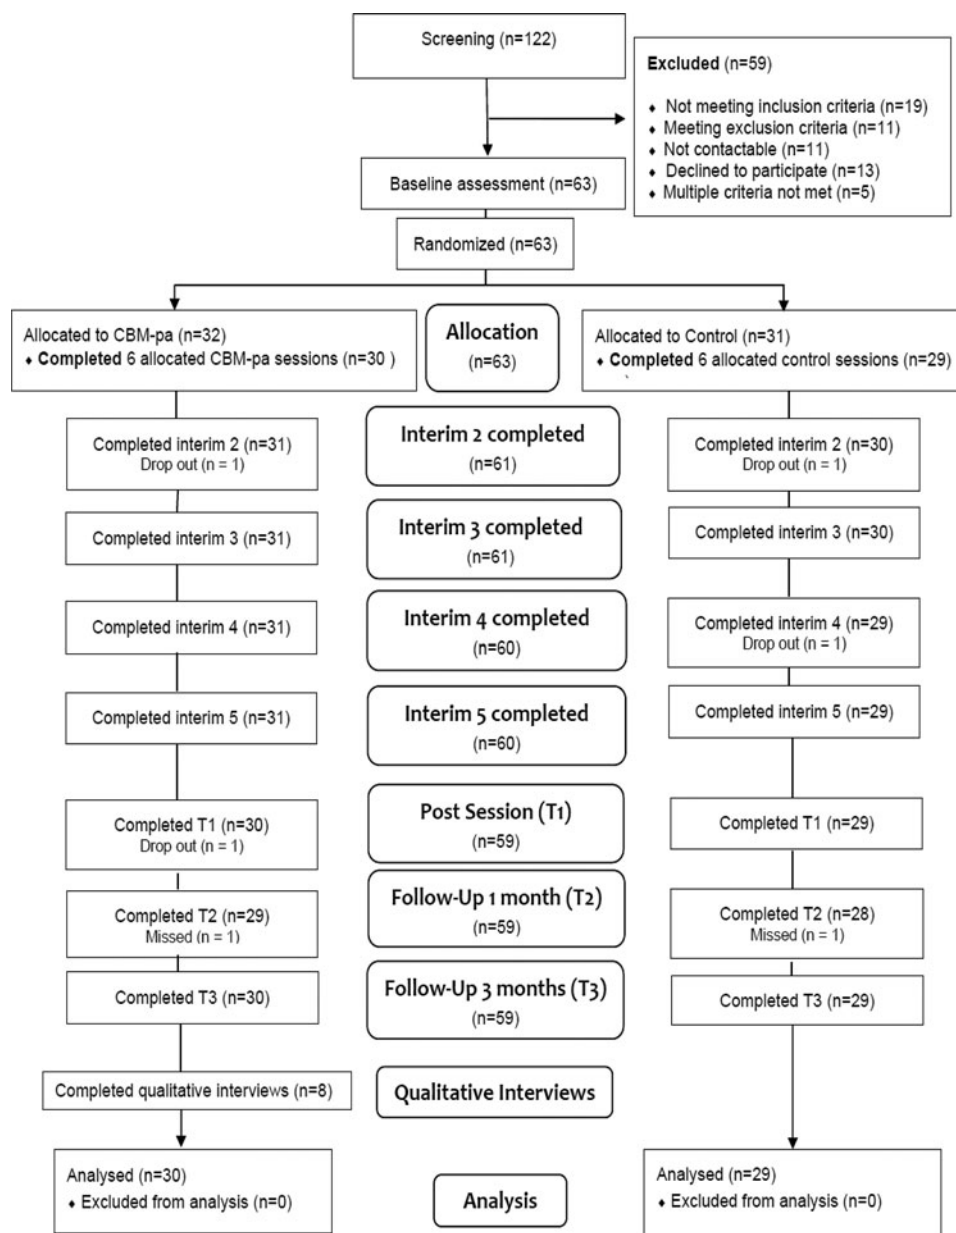 Screening (n=122)
Excluded (n=59)
♦ Not meeting inclusion criteria (n=19)
♦ Meeting exclusion criteria (n=11)
♦ Not contactable (n=11)
♦ Declined to participate (n=13)
♦ Multiple criteria not met (n=5)
Baseline assessment (n=63)
Randomized (n=63)
Allocated to CBM-pa (n=32)
♦ Completed 6 allocated CBM-pa sessions (n=30 )
Allocation
(n=63)
Allocated to Control (n=31)
♦ Completed 6 allocated control sessions (n=29)
Completed interim 2 (n=31)
Drop out (n = 1)
Interim 2 completed
(n=61)
Completed interim 2 (n=30)
Drop out (n = 1)
Completed interim 3 (n=31)
Interim 3 completed
(n=61)
Completed interim 3 (n=30)
Completed interim 4 (n=31)
Interim 4 completed
(n=60)
Completed interim 4 (n=29)
Drop out (n = 1)
Completed interim 5 (n=31)
Interim 5 completed
(n=60)
Completed interim 5 (n=29)
Completed T1 (n=30)
Drop out (n = 1)
Post Session (T1)
(n=59)
Completed T1 (n=29)
Completed T2 (n=29)
Missed (n = 1)
Follow-Up 1 month (T2)
(n=59)
Completed T2 (n=28)
Missed (n = 1)
Completed T3 (n=30)
Follow-Up 3 months (T3)
(n=59)
Completed T3 (n=29)
Completed qualitative interviews (n=8)
Qualitative Interviews
Analysed (n=30)
♦ Excluded from analysis (n=0)
Analysis
Analysed (n=29)
♦ Excluded from analysis (n=0)